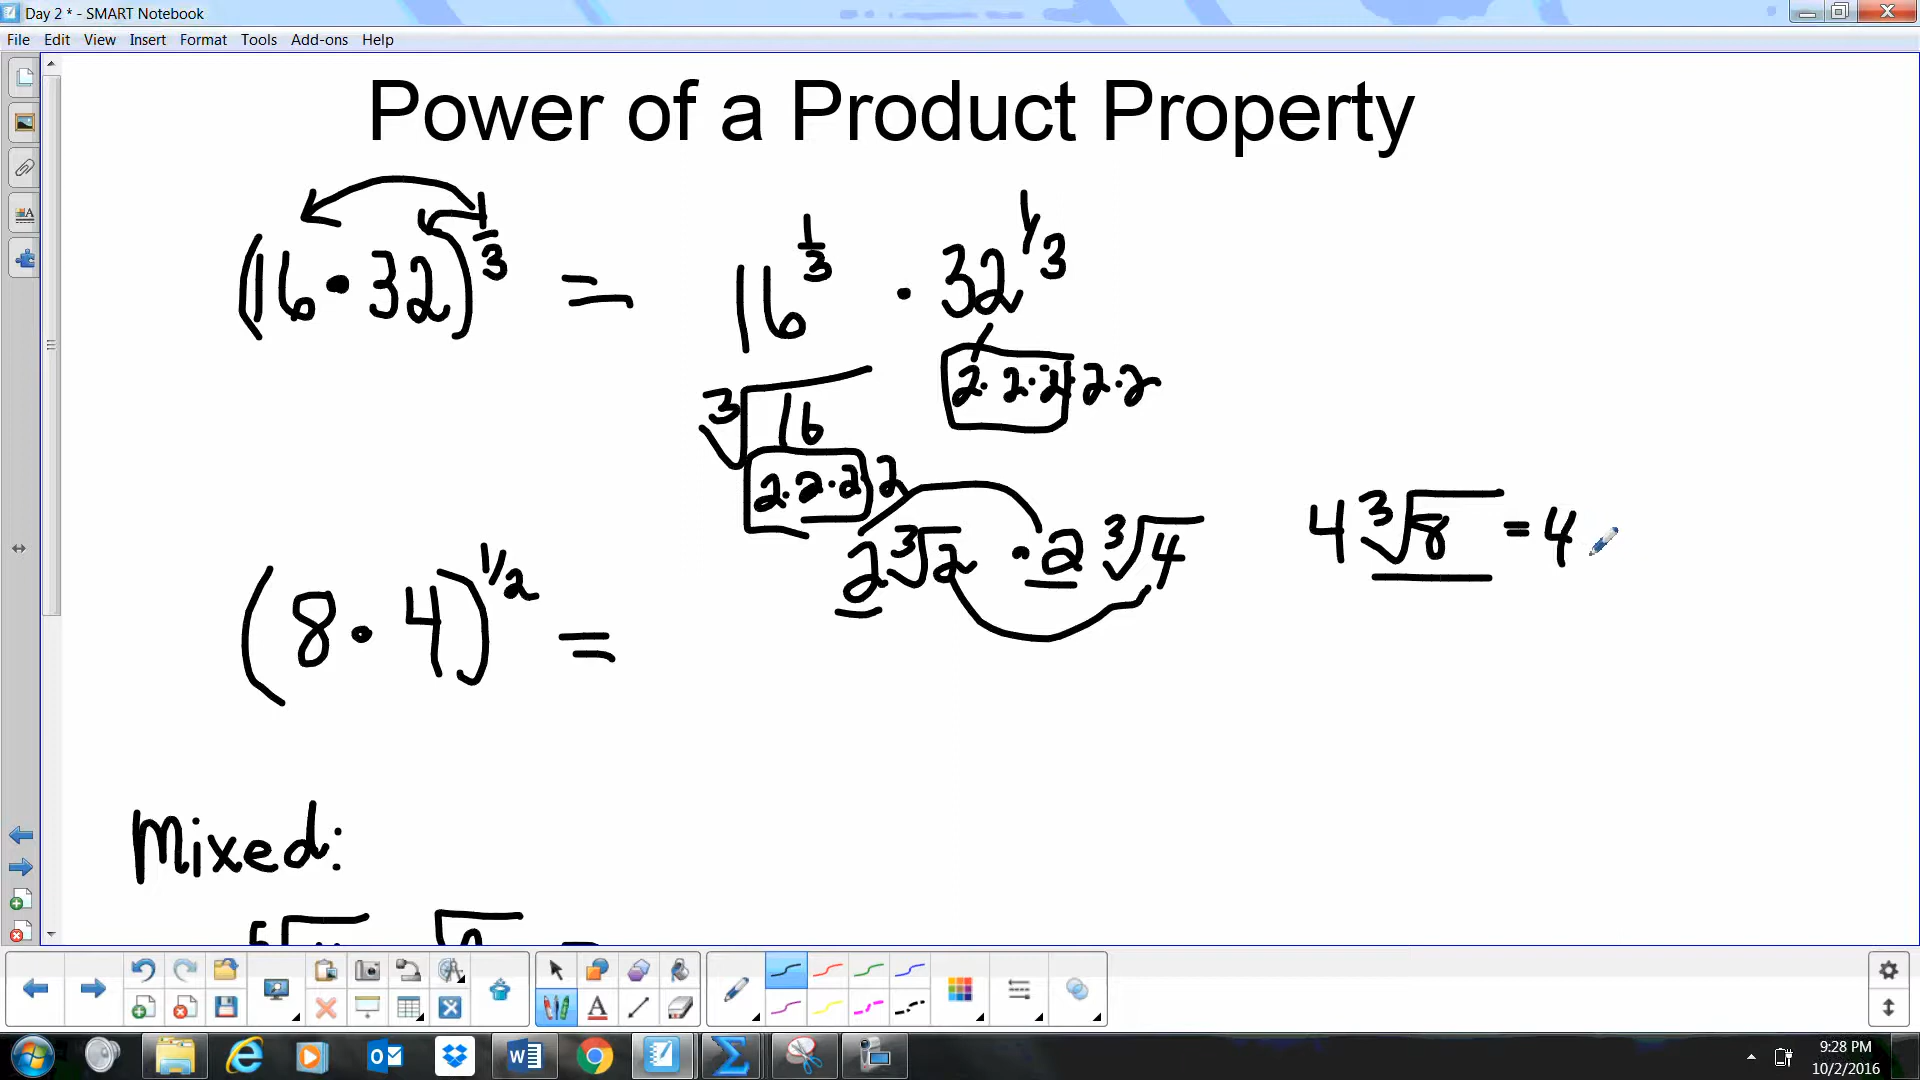 Day 2 * - SMART Notebook
File Edit View Insert Format Tools Add-ons Help
Power of a Product Property
(16 • 32)^1/3 = 16^1/3 • 32^1/3
2 · 2 · 2 · 2 · 2
∛16
2 · 2 · 2 2
2∛2 • 2∛4
4∛8 = 4
(8 • 4)^1/2 =
Mixed:
9:28 PM
10/2/2016